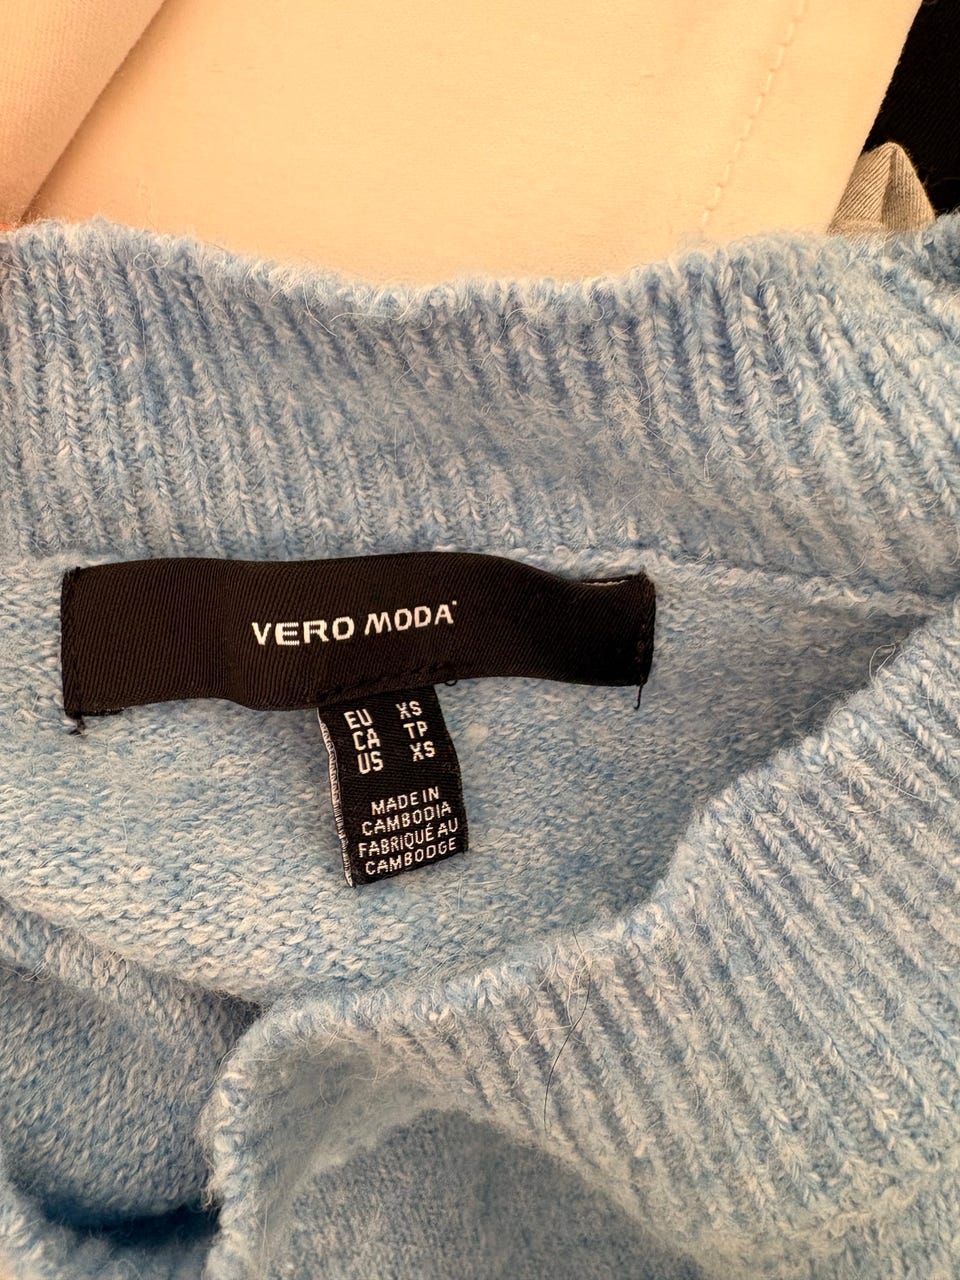 VERO MODA
EU XS
CA TP
US XS
MADE IN
CAMBODIA
FABRIQUÉ AU
CAMBODGE